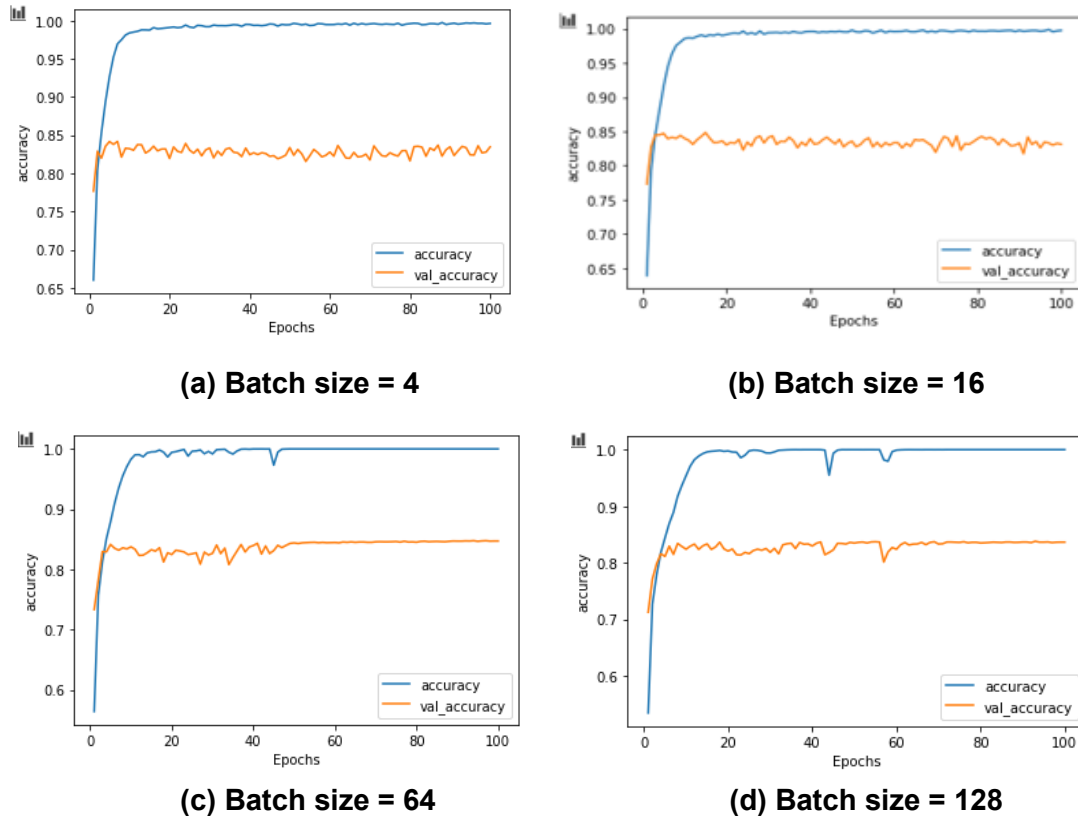 1.00
0.95
0.90
0.85
0.80
0.75
0.70
0.65
accuracy
accuracy
val_accuracy
0 20 40 60 80 100
Epochs
(a) Batch size = 4
1.00
0.95
0.90
0.85
0.80
0.75
0.70
0.65
accuracy
accuracy
val_accuracy
0 20 40 60 80 100
Epochs
(b) Batch size = 16
1.0
0.9
0.8
0.7
0.6
accuracy
accuracy
val_accuracy
0 20 40 60 80 100
Epochs
(c) Batch size = 64
1.0
0.9
0.8
0.7
0.6
accuracy
accuracy
val_accuracy
0 20 40 60 80 100
Epochs
(d) Batch size = 128